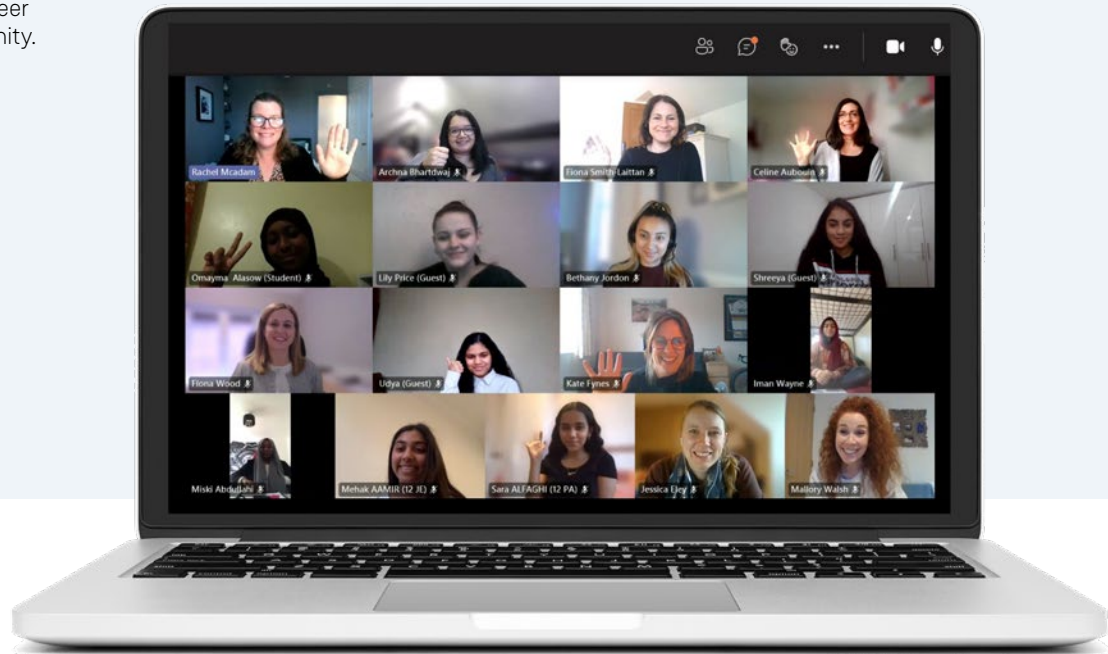 eer
nity.
Rachel Mcadam
Archna Bhartdwaj
Fiona Smith-Laittan
Celine Aubouin
Omayma Alasow (Student)
Lily Price (Guest)
Bethany Jordon
Shreeya (Guest)
Fiona Wood
Udya (Guest)
Kate Fynes
Iman Wayne
Miski Abdullahi
Mehak AAMIR (12 JE)
Sara ALFAGHI (12 PA)
Jessica Eley
Mallory Walsh